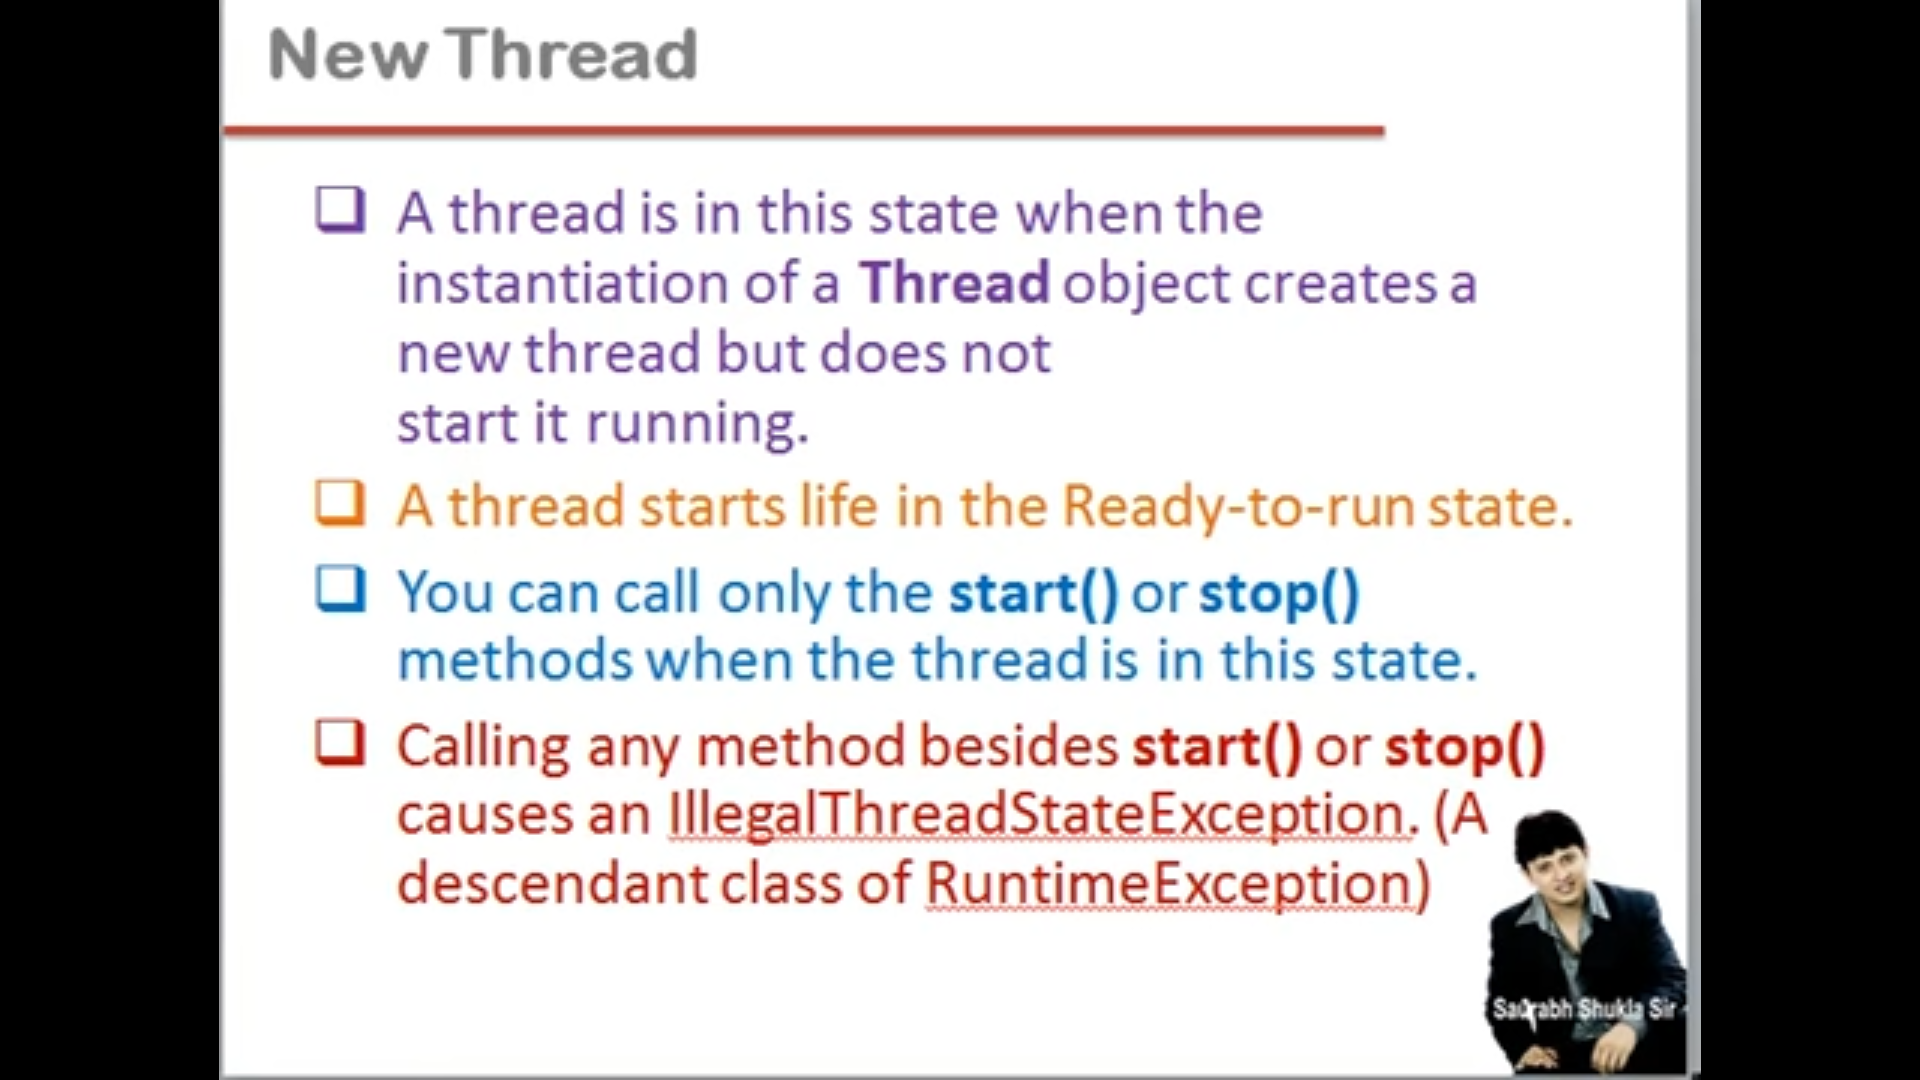 New Thread
A thread is in this state when the
instantiation of a Thread object creates a
new thread but does not
start it running.
A thread starts life in the Ready-to-run state.
You can call only the start() or stop()
methods when the thread is in this state.
Calling any method besides start() or stop()
causes an IllegalThreadStateException. (A
descendant class of RuntimeException)
Saurabh Shukla Sir